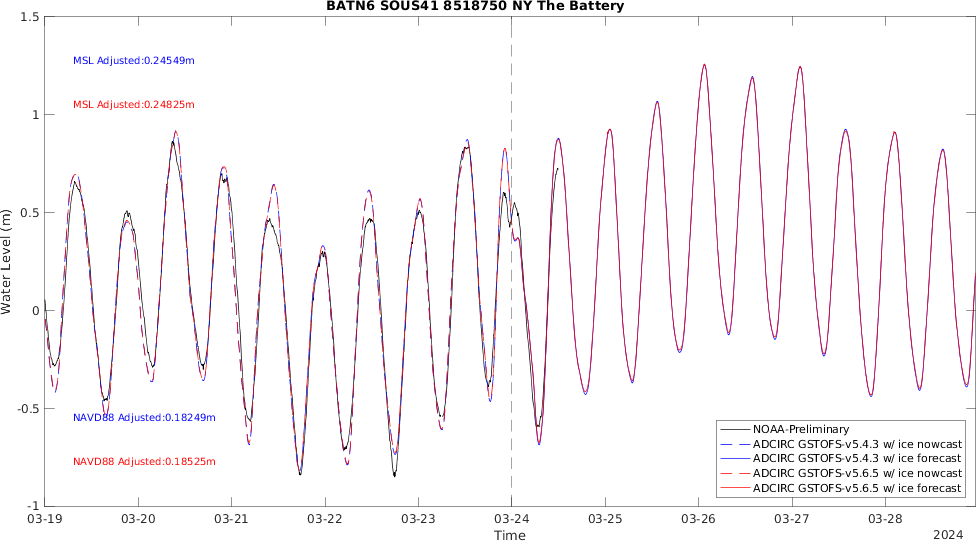 BATN6 SOUS41 8518750 NY The Battery
1.5
1
0.5
0
-0.5
-1
Water Level (m)
MSL Adjusted:0.24549m
MSL Adjusted:0.24825m
NAVD88 Adjusted:0.18249m
NAVD88 Adjusted:0.18525m
NOAA-Preliminary
ADCIRC GSTOFS-v5.4.3 w/ ice nowcast
ADCIRC GSTOFS-v5.4.3 w/ ice forecast
ADCIRC GSTOFS-v5.6.5 w/ ice nowcast
ADCIRC GSTOFS-v5.6.5 w/ ice forecast
03-19 03-20 03-21 03-22 03-23 03-24 03-25 03-26 03-27 03-28
Time
2024